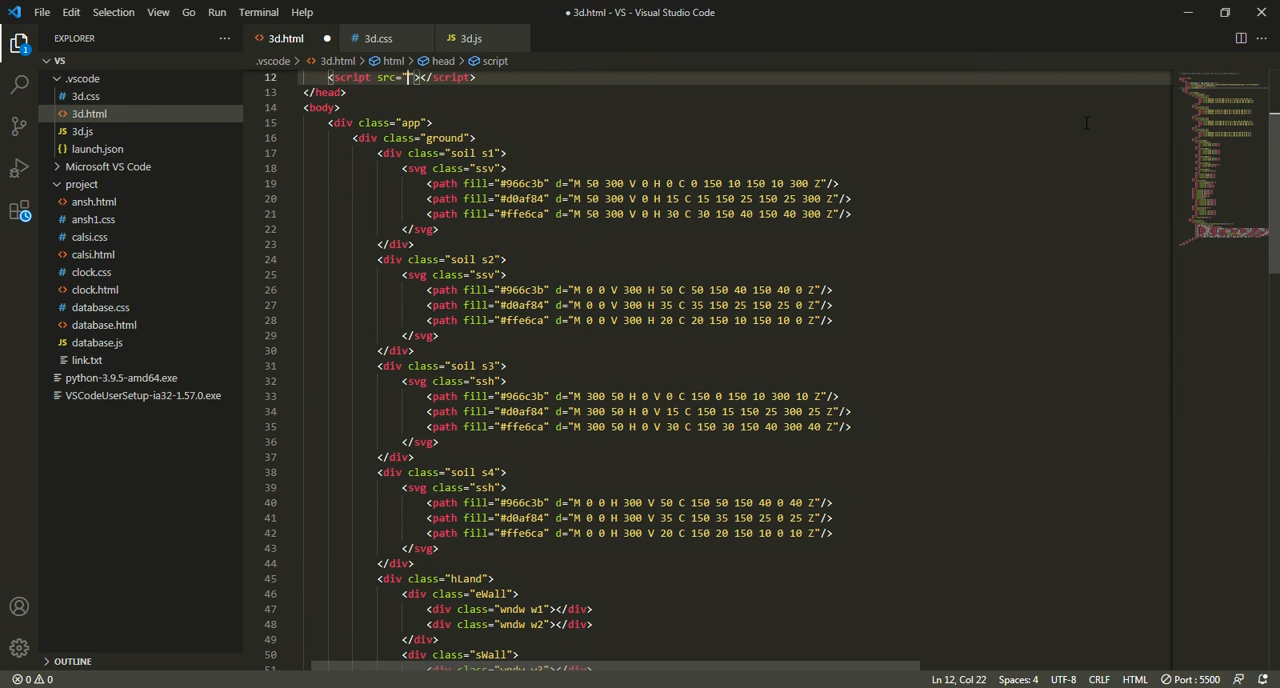 File Edit Selection View Go Run Terminal Help
● 3d.html - VS - Visual Studio Code
EXPLORER
<> 3d.html ● # 3d.css JS 3d.js
VS
.vscode > 3d.html > html > head > script
.vscode
# 3d.css
<> 3d.html
JS 3d.js
{} launch.json
Microsoft VS Code
project
<> ansh.html
# ansh1.css
# calsi.css
<> calsi.html
# clock.css
<> clock.html
# database.css
<> database.html
JS database.js
link.txt
python-3.9.5-amd64.exe
VSCodeUserSetup-ia32-1.57.0.exe
OUTLINE
1
12 <script src=""></script>
13 </head>
14 <body>
15 <div class="app">
16 <div class="ground">
17 <div class="soil s1">
18 <svg class="ssv">
19 <path fill="#966c3b" d="M 50 300 V 0 H 0 C 0 150 10 150 10 300 Z"/>
20 <path fill="#d0af84" d="M 50 300 V 0 H 15 C 15 150 25 150 25 300 Z"/>
21 <path fill="#ffe6ca" d="M 50 300 V 0 H 30 C 30 150 40 150 40 300 Z"/>
22 </svg>
23 </div>
24 <div class="soil s2">
25 <svg class="ssv">
26 <path fill="#966c3b" d="M 0 0 V 300 H 50 C 50 150 40 150 40 0 Z"/>
27 <path fill="#d0af84" d="M 0 0 V 300 H 35 C 35 150 25 150 25 0 Z"/>
28 <path fill="#ffe6ca" d="M 0 0 V 300 H 20 C 20 150 10 150 10 0 Z"/>
29 </svg>
30 </div>
31 <div class="soil s3">
32 <svg class="ssh">
33 <path fill="#966c3b" d="M 300 50 H 0 V 0 C 150 0 150 10 300 10 Z"/>
34 <path fill="#d0af84" d="M 300 50 H 0 V 15 C 150 15 150 25 300 25 Z"/>
35 <path fill="#ffe6ca" d="M 300 50 H 0 V 30 C 150 30 150 40 300 40 Z"/>
36 </svg>
37 </div>
38 <div class="soil s4">
39 <svg class="ssh">
40 <path fill="#966c3b" d="M 0 0 H 300 V 50 C 150 50 150 40 0 40 Z"/>
41 <path fill="#d0af84" d="M 0 0 H 300 V 35 C 150 35 150 25 0 25 Z"/>
42 <path fill="#ffe6ca" d="M 0 0 H 300 V 20 C 150 20 150 10 0 10 Z"/>
43 </svg>
44 </div>
45 <div class="hLand">
46 <div class="eWall">
47 <div class="wndw w1"></div>
48 <div class="wndw w2"></div>
49 </div>
50 <div class="sWall">
51 <div class="wndw w3"></div>
0 0 Ln 12, Col 22 Spaces: 4 UTF-8 CRLF HTML Port : 5500